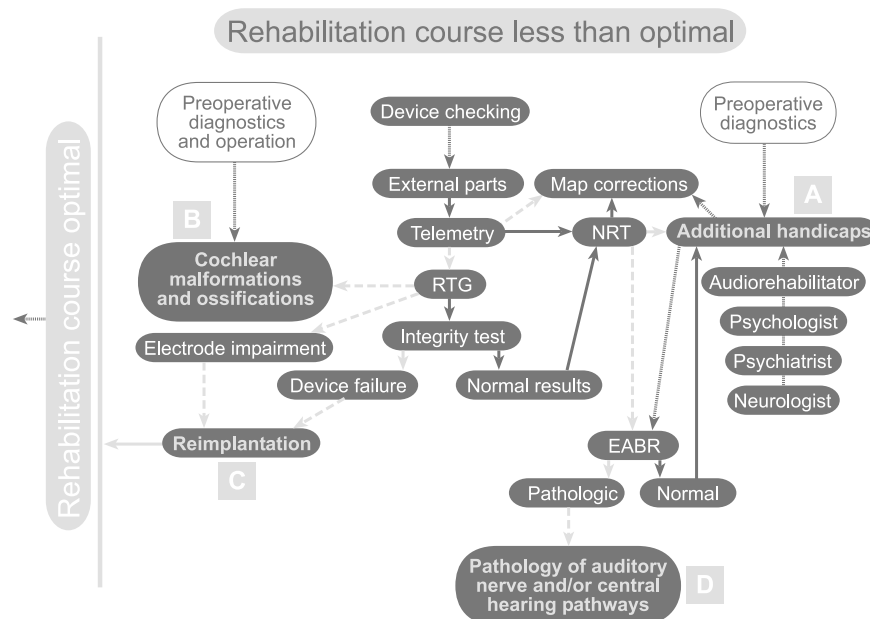 Rehabilitation course less than optimal
Rehabilitation course optimal
Preoperative
diagnostics
and operation
Device checking
Preoperative
diagnostics
External parts
Map corrections
A
B
Telemetry
NRT
Additional handicaps
Cochlear
malformations
and ossifications
RTG
Audiorehabilitator
Integrity test
Psychologist
Electrode impairment
Psychiatrist
Device failure
Normal results
Neurologist
Reimplantation
EABR
C
Pathologic
Normal
Pathology of auditory
nerve and/or central
hearing pathways
D